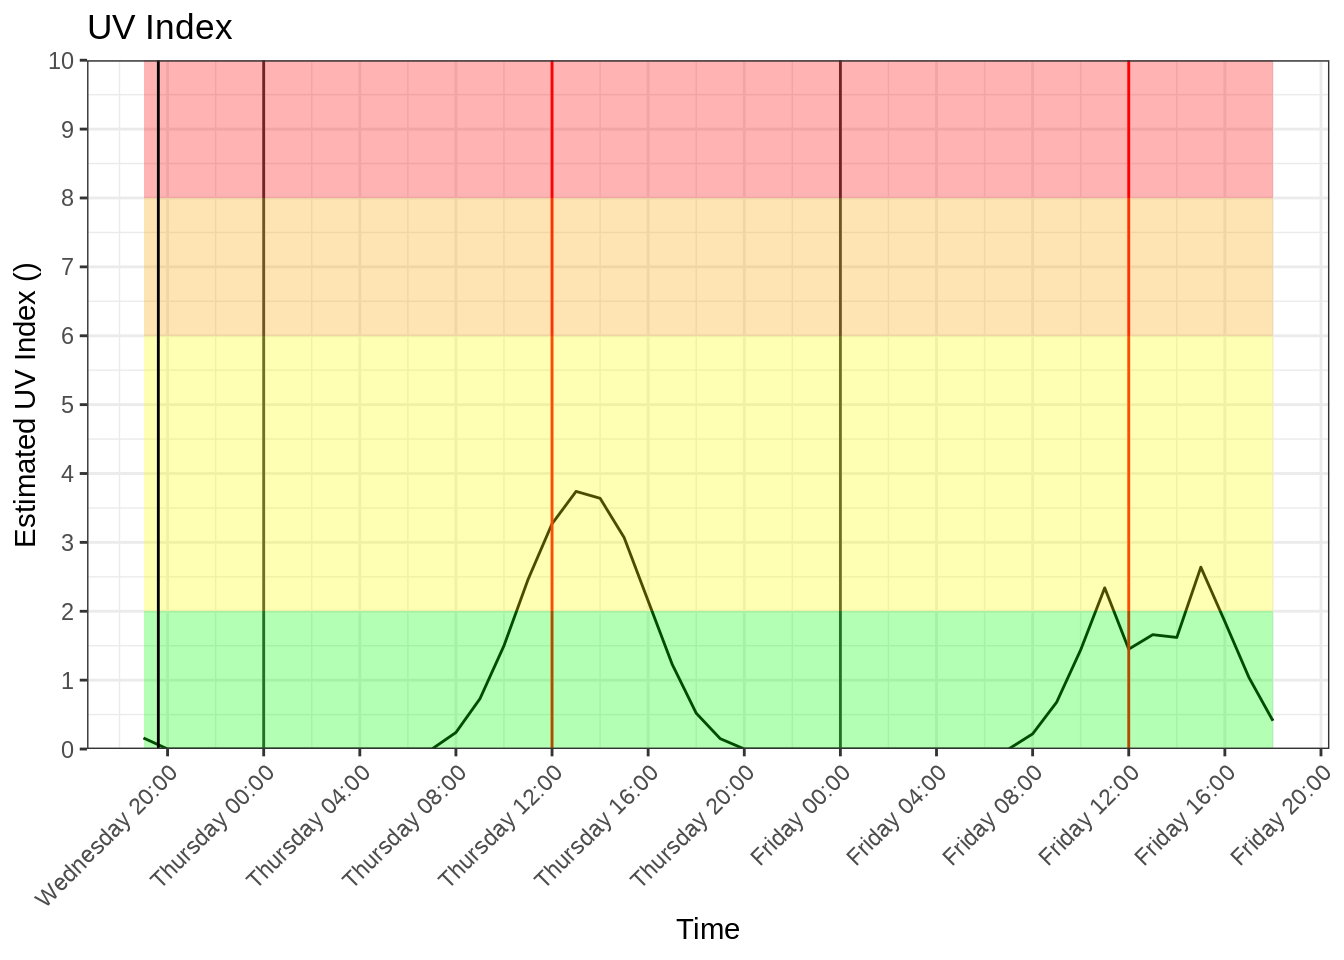 UV Index
Estimated UV Index ()
10
9
8
7
6
5
4
3
2
1
0
Wednesday 20:00
Thursday 00:00
Thursday 04:00
Thursday 08:00
Thursday 12:00
Thursday 16:00
Thursday 20:00
Friday 00:00
Friday 04:00
Friday 08:00
Friday 12:00
Friday 16:00
Friday 20:00
Time